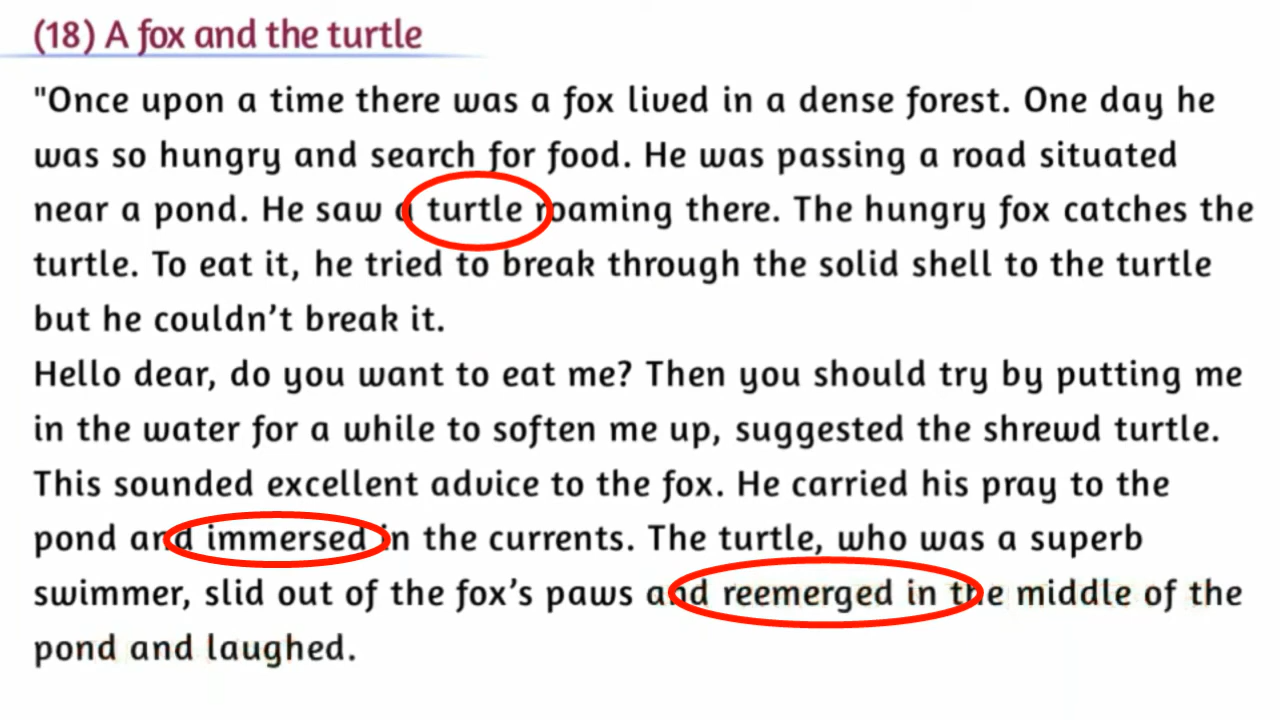 (18) A fox and the turtle
"Once upon a time there was a fox lived in a dense forest. One day he
was so hungry and search for food. He was passing a road situated
near a pond. He saw a turtle roaming there. The hungry fox catches the
turtle. To eat it, he tried to break through the solid shell to the turtle
but he couldn’t break it.
Hello dear, do you want to eat me? Then you should try by putting me
in the water for a while to soften me up, suggested the shrewd turtle.
This sounded excellent advice to the fox. He carried his pray to the
pond and immersed in the currents. The turtle, who was a superb
swimmer, slid out of the fox’s paws and reemerged in the middle of the
pond and laughed.